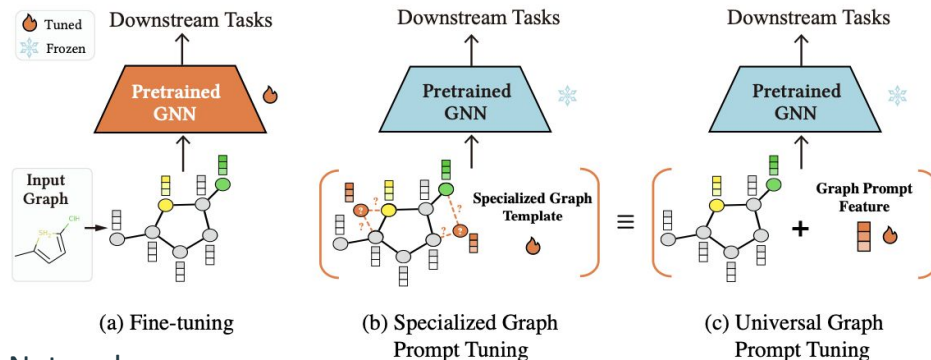 Tuned
Frozen
Downstream Tasks
Downstream Tasks
Downstream Tasks
Pretrained
GNN
Pretrained
GNN
Pretrained
GNN
Input
Graph
Specialized Graph
Template
?
?
?
?
?
?
≡
+
Graph Prompt
Feature
(a) Fine-tuning
(b) Specialized Graph
Prompt Tuning
(c) Universal Graph
Prompt Tuning